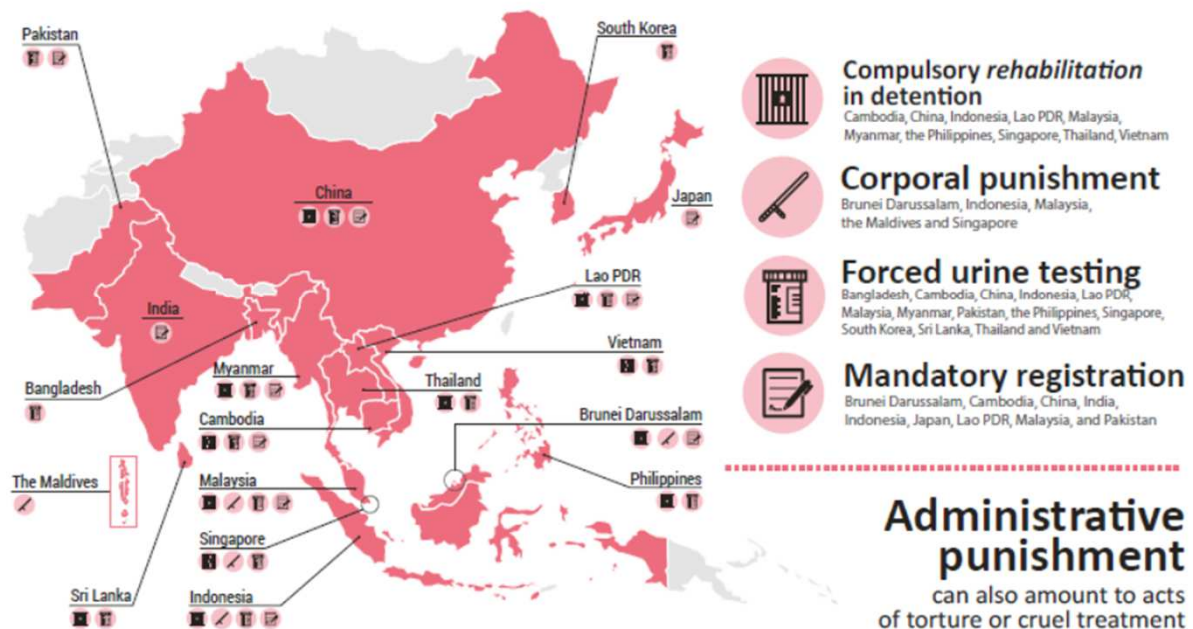 Pakistan
South Korea
China
Japan
Lao PDR
India
Vietnam
Myanmar
Thailand
Bangladesh
Brunei Darussalam
Cambodia
The Maldives
Malaysia
Philippines
Singapore
Sri Lanka
Indonesia
Compulsory rehabilitation
in detention
Cambodia, China, Indonesia, Lao PDR, Malaysia,
Myanmar, the Philippines, Singapore, Thailand, Vietnam
Corporal punishment
Brunei Darussalam, Indonesia, Malaysia,
the Maldives and Singapore
Forced urine testing
Bangladesh, Cambodia, China, Indonesia, Lao PDR,
Malaysia, Myanmar, Pakistan, the Philippines, Singapore,
South Korea, Sri Lanka, Thailand and Vietnam
Mandatory registration
Brunei Darussalam, Cambodia, China, India,
Indonesia, Japan, Lao PDR, Malaysia, and Pakistan
Administrative
punishment
can also amount to acts
of torture or cruel treatment